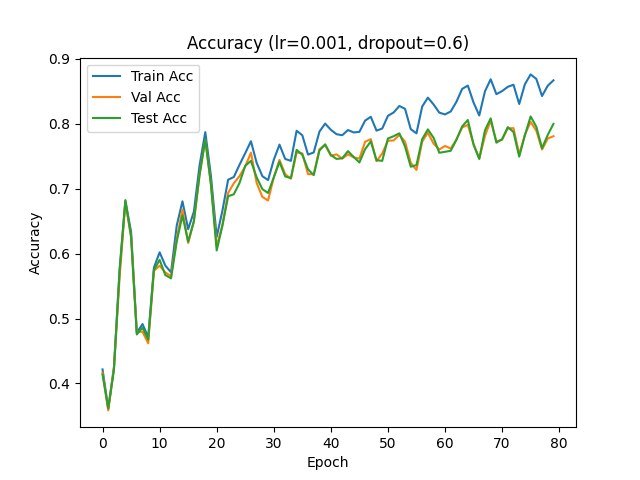 Accuracy (lr=0.001, dropout=0.6)
Train Acc
Val Acc
Test Acc
0.9
0.8
0.7
0.6
0.5
0.4
Accuracy
0 10 20 30 40 50 60 70 80
Epoch